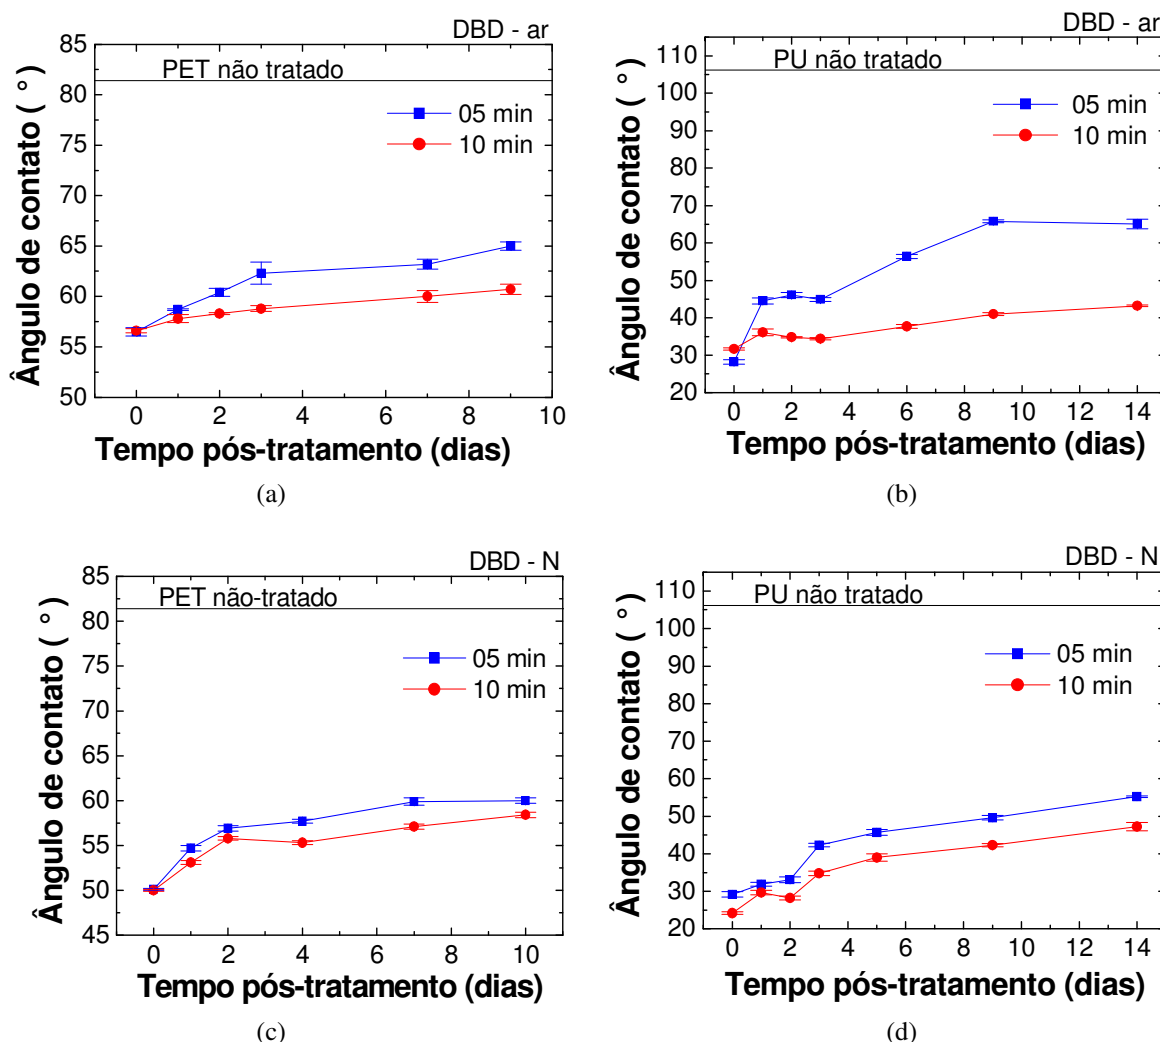 DBD - ar
85
80
75
70
65
60
55
50
PET não tratado
05 min
10 min
0 2 4 6 8 10
Ângulo de contato ( ° )
Tempo pós-tratamento (dias)
(a)
DBD - ar
110
100
90
80
70
60
50
40
30
20
PU não tratado
05 min
10 min
0 2 4 6 8 10 12 14
Ângulo de contato ( ° )
Tempo pós-tratamento (dias)
(b)
DBD - N
85
80
75
70
65
60
55
50
45
PET não-tratado
05 min
10 min
0 2 4 6 8 10
Ângulo de contato ( ° )
Tempo pós-tratamento (dias)
(c)
DBD - N
110
100
90
80
70
60
50
40
30
20
PU não tratado
05 min
10 min
0 2 4 6 8 10 12 14
Ângulo de contato ( ° )
Tempo pós-tratamento (dias)
(d)